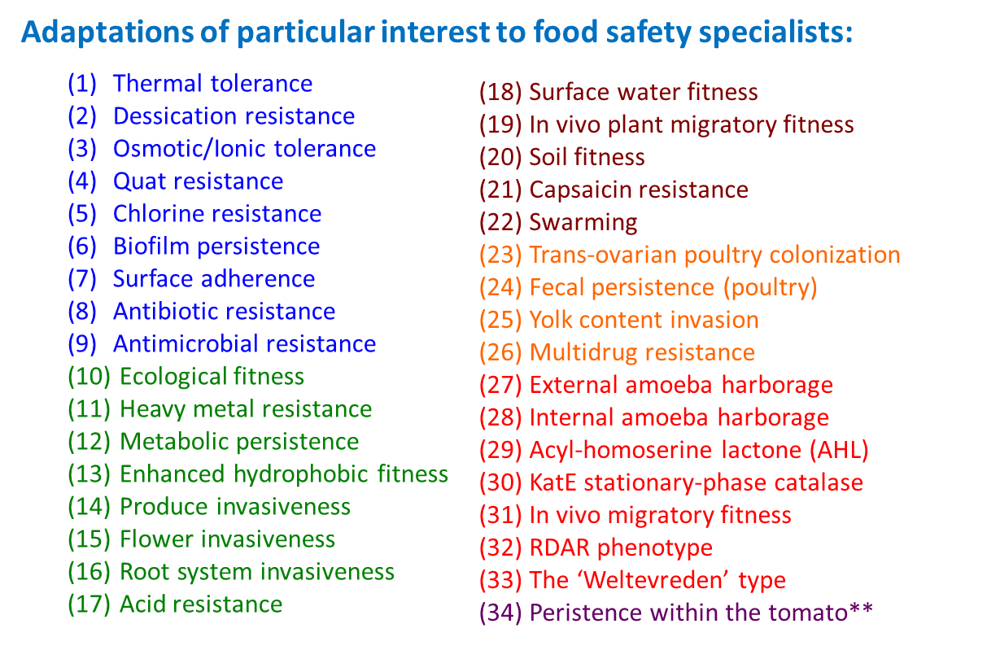 Adaptations of particular interest to food safety specialists:
(1) Thermal tolerance
(2) Dessication resistance
(3) Osmotic/Ionic tolerance
(4) Quat resistance
(5) Chlorine resistance
(6) Biofilm persistence
(7) Surface adherence
(8) Antibiotic resistance
(9) Antimicrobial resistance
(10) Ecological fitness
(11) Heavy metal resistance
(12) Metabolic persistence
(13) Enhanced hydrophobic fitness
(14) Produce invasiveness
(15) Flower invasiveness
(16) Root system invasiveness
(17) Acid resistance
(18) Surface water fitness
(19) In vivo plant migratory fitness
(20) Soil fitness
(21) Capsaicin resistance
(22) Swarming
(23) Trans-ovarian poultry colonization
(24) Fecal persistence (poultry)
(25) Yolk content invasion
(26) Multidrug resistance
(27) External amoeba harborage
(28) Internal amoeba harborage
(29) Acyl-homoserine lactone (AHL)
(30) KatE stationary-phase catalase
(31) In vivo migratory fitness
(32) RDAR phenotype
(33) The ‘Weltevreden’ type
(34) Peristence within the tomato**